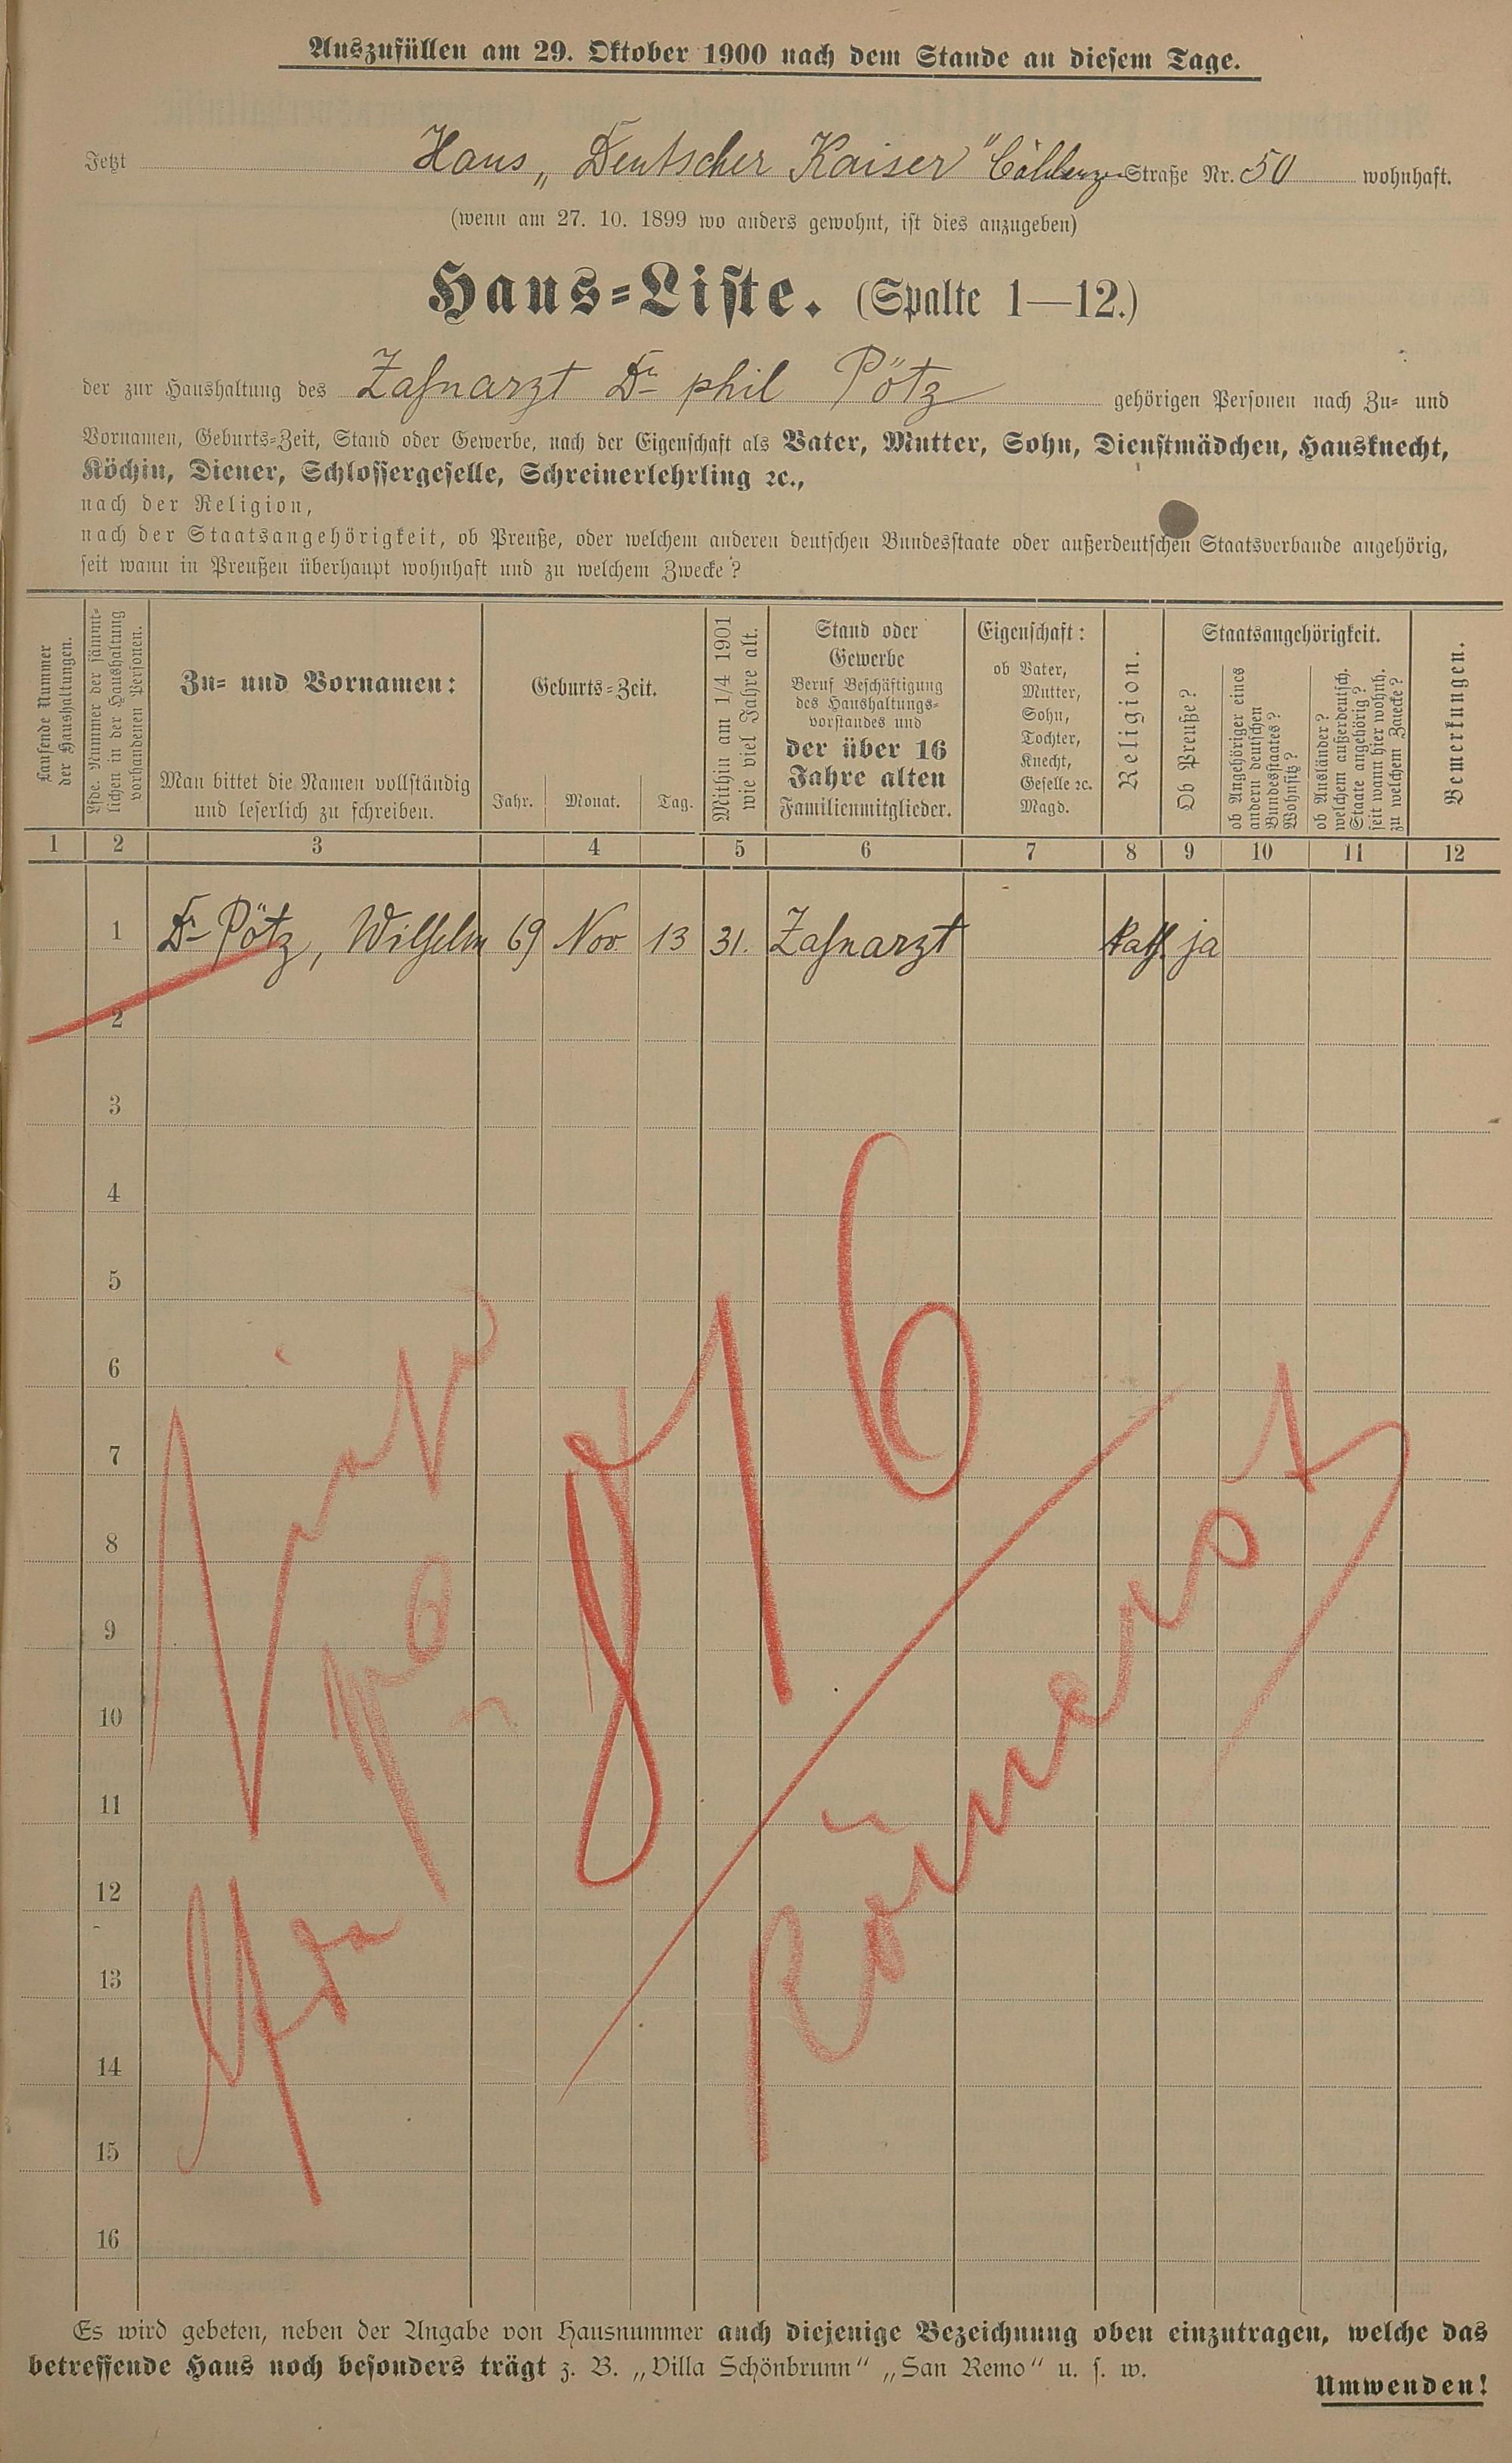 Auszufüllen am 29. Oktober 1900 nach dem Stande an diesem Tage.
Jetzt Haus „Deutscher Kaiser" Coblenzer Straße Nr. 50 wohnhaft.
(wenn am 27. 10. 1899 wo anders gewohnt, ist dies anzugeben)
Haus=Liste. (Spalte 1—12.)
der zur Haushaltung des Zahnarzt Dr phil Pötz gehörigen Personen nach Zu= und
Vornamen, Geburts=Zeit, Stand oder Gewerbe, nach der Eigenschaft als Vater, Mutter, Sohn, Dienstmädchen, Hausknecht,
Köchin, Diener, Schlossergeselle, Schreinerlehrling ꝛc.,
nach der Religion,
nach der Staatsangehörigkeit, ob Preuße, oder welchem anderen deutschen Bundesstaate oder außerdeutschen Staatsverbande angehörig,
seit wann in Preußen überhaupt wohnhaft und zu welchem Zwecke?
Laufende Nummer
der Haushaltungen.
Lfde. Nummer der sämmt=
lichen in der Haushaltung
vorhandenen Personen.
Zu= und Vornamen:
Man bittet die Namen vollständig
und leserlich zu schreiben.
Geburts=Zeit.
Jahr. Monat. Tag.
Mithin am 1/4 1901
wie viel Jahre alt.
Stand oder
Gewerbe
Beruf Beschäftigung
des Haushaltungs=
vorstandes und
der über 16
Jahre alten
Familienmitglieder.
Eigenschaft:
ob Vater,
Mutter,
Sohn,
Tochter,
Knecht,
Geselle ꝛc.
Magd.
Religion.
Staatsangehörigkeit.
Ob Preuße?
ob Angehöriger eines
andern deutschen
Bundesstaates?
Wohnsitz?
ob Ausländer?
welchem außerdeutsch.
Staate angehörig?
seit wann hier wohnh.
zu welchem Zwecke?
Bemerkungen.
1 2 3 4 5 6 7 8 9 10 11 12
1 Dr Pötz, Wilhelm 69 Nov. 13 31. Zahnarzt kath. ja
2
3
4
5
6
7
8
9
10
11
12
13
14
15
16
Es wird gebeten, neben der Angabe von Hausnummer auch diejenige Bezeichnung oben einzutragen, welche das
betreffende Haus noch besonders trägt z. B. „Villa Schönbrunn" „San Remo" u. s. w.
Umwenden!